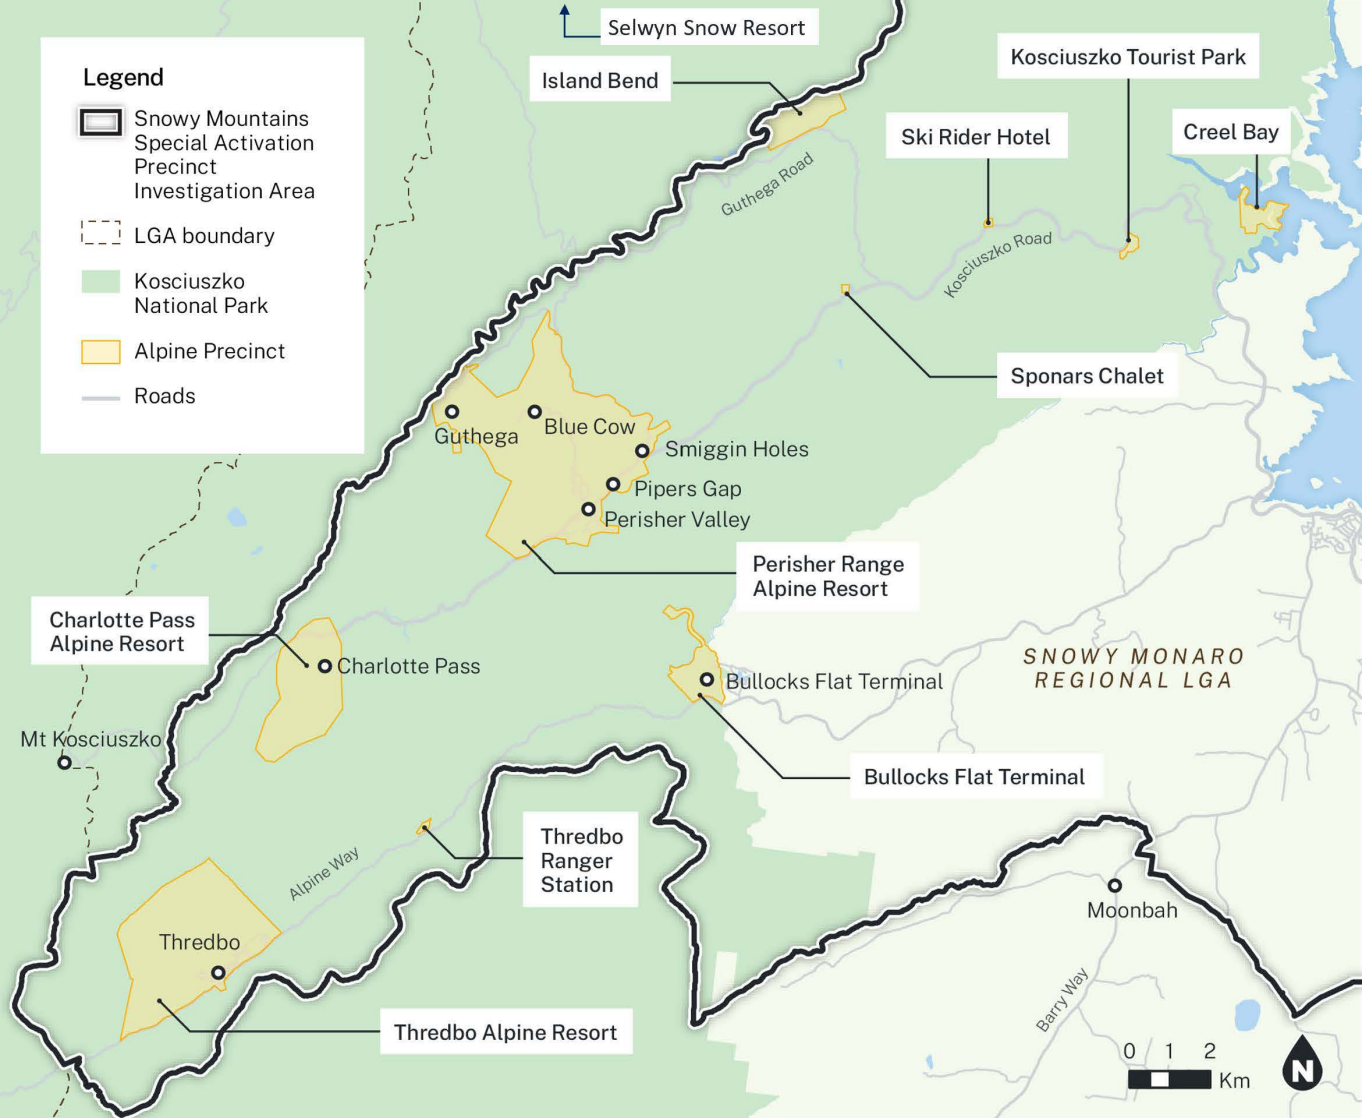 Selwyn Snow Resort
Island Bend
Kosciuszko Tourist Park
Ski Rider Hotel
Creel Bay
Legend
Snowy Mountains
Special Activation
Precinct
Investigation Area
LGA boundary
Kosciuszko
National Park
Alpine Precinct
Roads
Guthega Road
Kosciuszko Road
Sponars Chalet
Guthega
Blue Cow
Smiggin Holes
Pipers Gap
Perisher Valley
Perisher Range
Alpine Resort
Charlotte Pass
Alpine Resort
Charlotte Pass
Bullocks Flat Terminal
SNOWY MONARO
REGIONAL LGA
Mt Kosciuszko
Bullocks Flat Terminal
Thredbo
Ranger
Station
Alpine Way
Moonbah
Thredbo
Thredbo Alpine Resort
Barry Way
0 1 2
Km
N